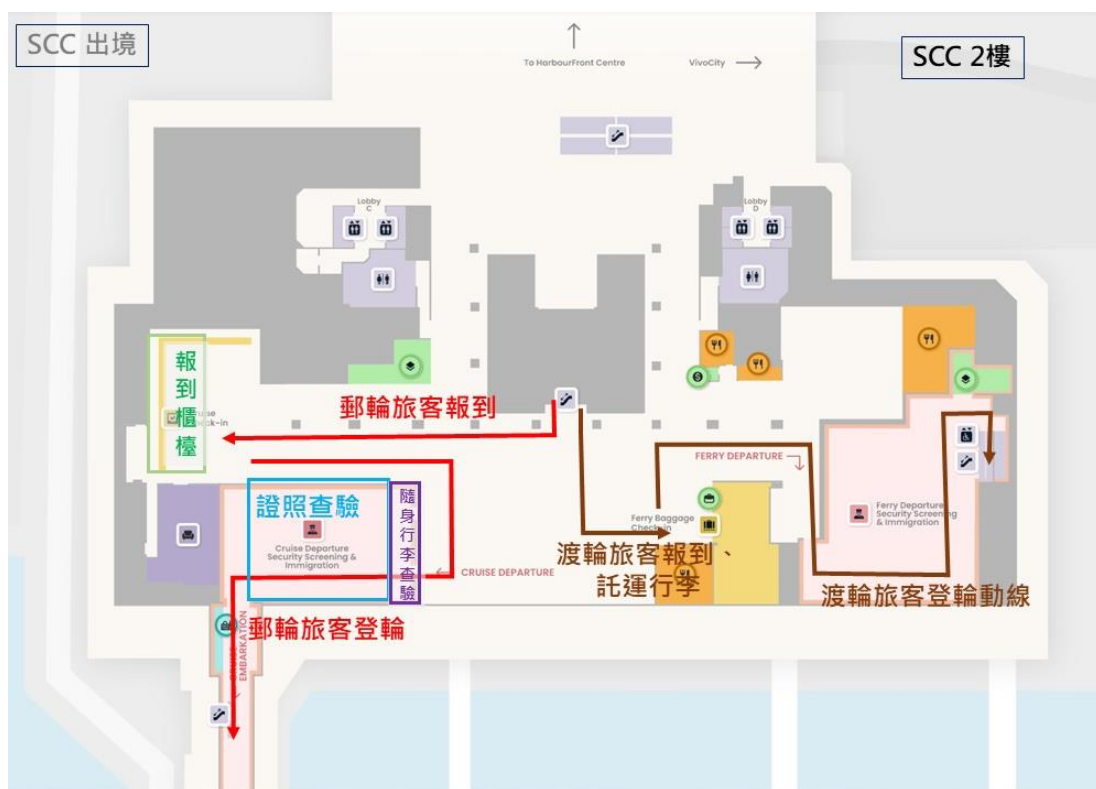 SCC 出境
SCC 2樓
To HarbourFront Centre
VivoCity
Lobby
C
Lobby
D
報
到
櫃
檯
郵輪旅客報到
FERRY DEPARTURE
證照查驗
Cruise Departure
Security Screening &
Immigration
隨
身
行
李
查
驗
CRUISE DEPARTURE
Ferry Baggage
Check-in
渡輪旅客報到、
託運行李
Ferry Departure
Security Screening
& Immigration
渡輪旅客登輪動線
郵輪旅客登輪
CRUISE
EMBARKATION